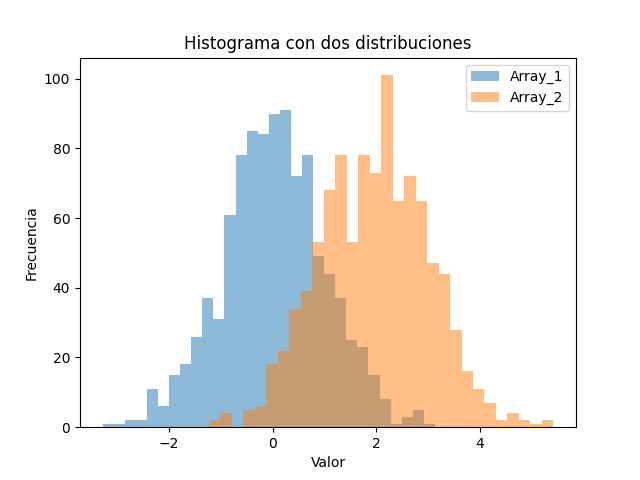 Histograma con dos distribuciones
Array_1
Array_2
100
80
60
40
20
0
Frecuencia
−2
0
2
4
Valor